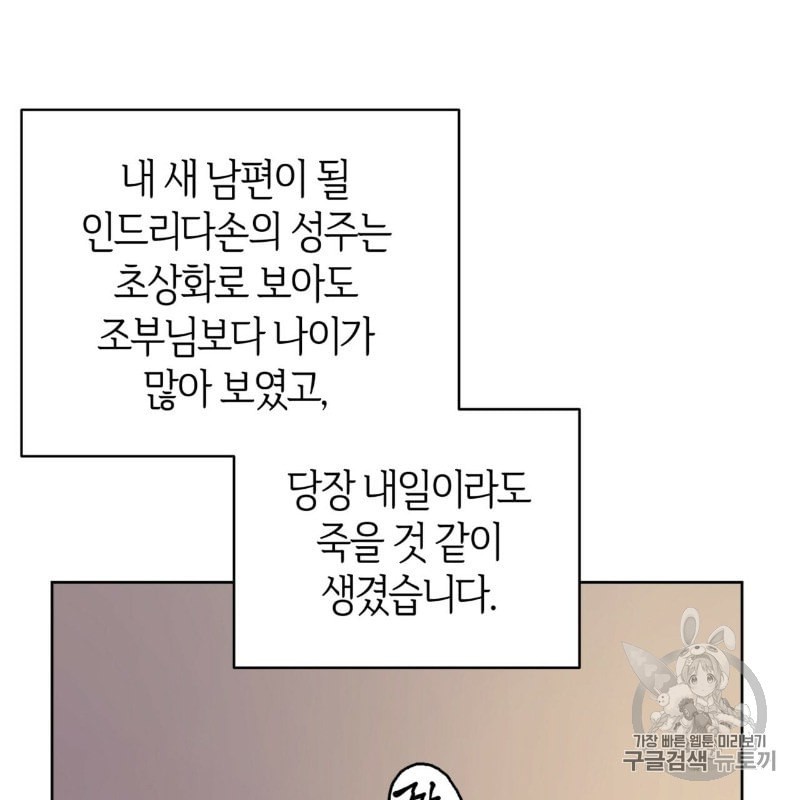 내 새 남편이 될
인드리다손의 성주는
초상화로 보아도
조부님보다 나이가
많아 보였고,
당장 내일이라도
죽을 것 같이
생겼습니다.
가장 빠른 웹툰 미리보기
구글검색 뉴토끼